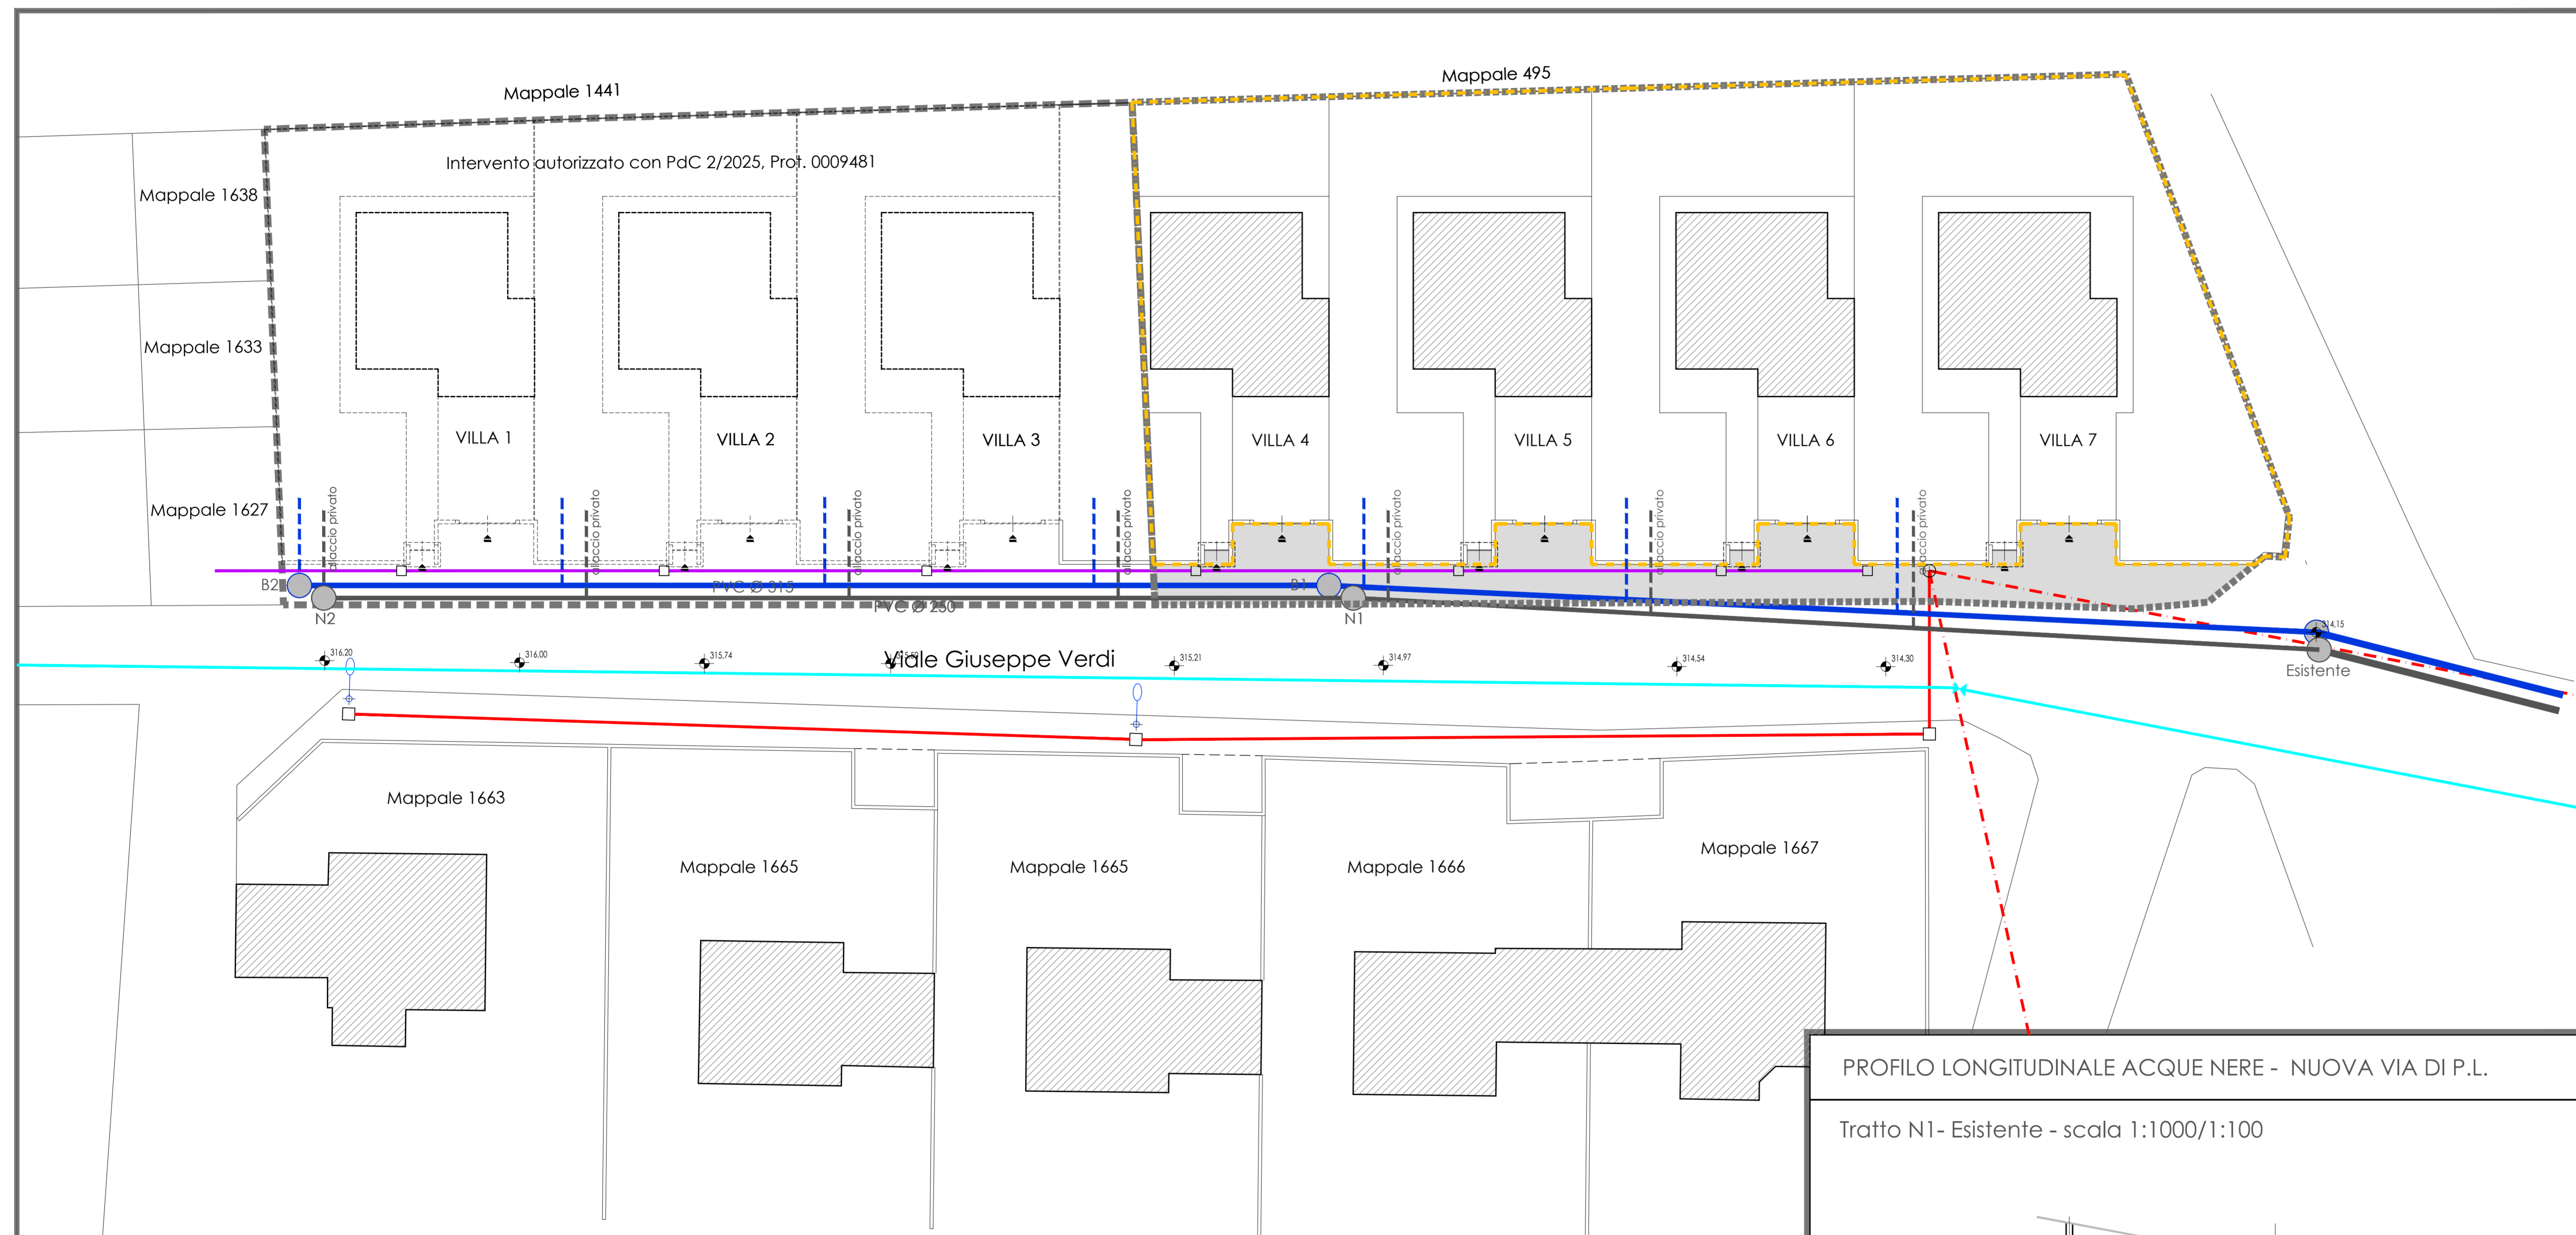 Mappale 495
Mappale 1441
Intervento autorizzato con PdC 2/2025, Prot. 0009481
Mappale 1638
Mappale 1633
VILLA 1
VILLA 2
VILLA 3
VILLA 4
VILLA 5
VILLA 6
VILLA 7
Mappale 1627
allaccio privato
allaccio privato
allaccio privato
allaccio privato
allaccio privato
allaccio privato
allaccio privato
B2
PVC Ø 315
B1
PVC Ø 250
N2
N1
314,15
316,20
316,00
315,74
Viale Giuseppe Verdi
315,21
314,97
314,54
314,30
Esistente
Mappale 1663
Mappale 1665
Mappale 1665
Mappale 1666
Mappale 1667
PROFILO LONGITUDINALE ACQUE NERE - NUOVA VIA DI P.L.
Tratto N1- Esistente - scala 1:1000/1:100